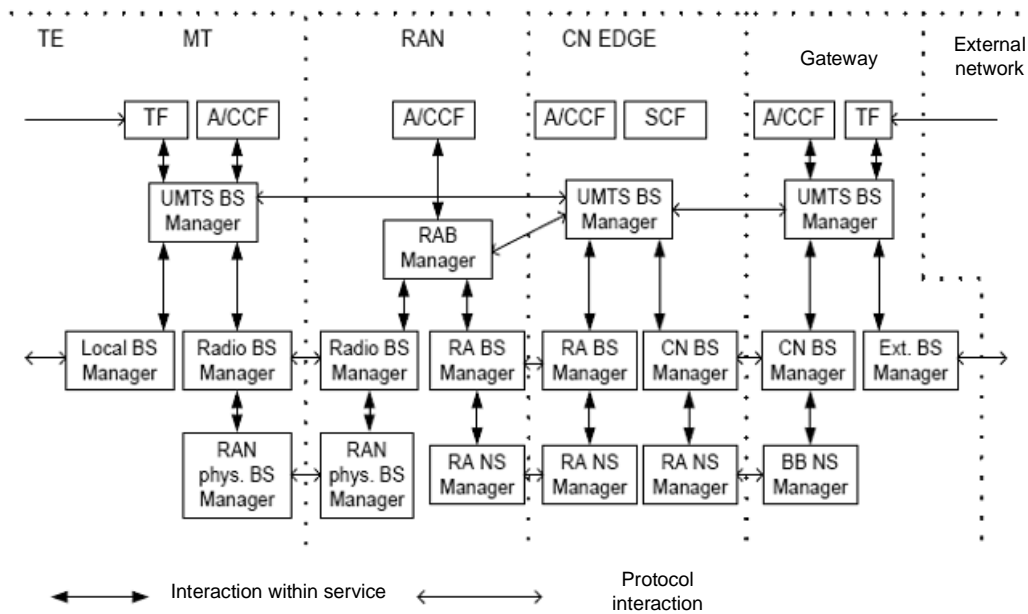 TE MT RAN CN EDGE Gateway External
network
TF A/CCF A/CCF A/CCF SCF A/CCF TF
UMTS BS
Manager
UMTS BS
Manager
UMTS BS
Manager
RAB
Manager
Local BS
Manager
Radio BS
Manager
Radio BS
Manager
RA BS
Manager
RA BS
Manager
CN BS
Manager
CN BS
Manager
Ext. BS
Manager
RAN
phys. BS
Manager
RAN
phys. BS
Manager
RA NS
Manager
RA NS
Manager
RA NS
Manager
BB NS
Manager
Interaction within service
Protocol
interaction